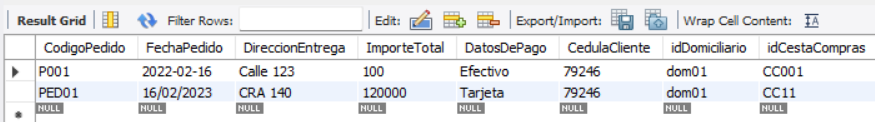 Result Grid Filter Rows: Edit: Export/Import: Wrap Cell Content: IA
CodigoPedido FechaPedido DireccionEntrega ImporteTotal DatosDePago CedulaCliente idDomiciliario idCestaCompras
P001 2022-02-16 Calle 123 100 Efectivo 79246 dom01 CC001
PED01 16/02/2023 CRA 140 120000 Tarjeta 79246 dom01 CC11
NULL NULL NULL NULL NULL NULL NULL NULL